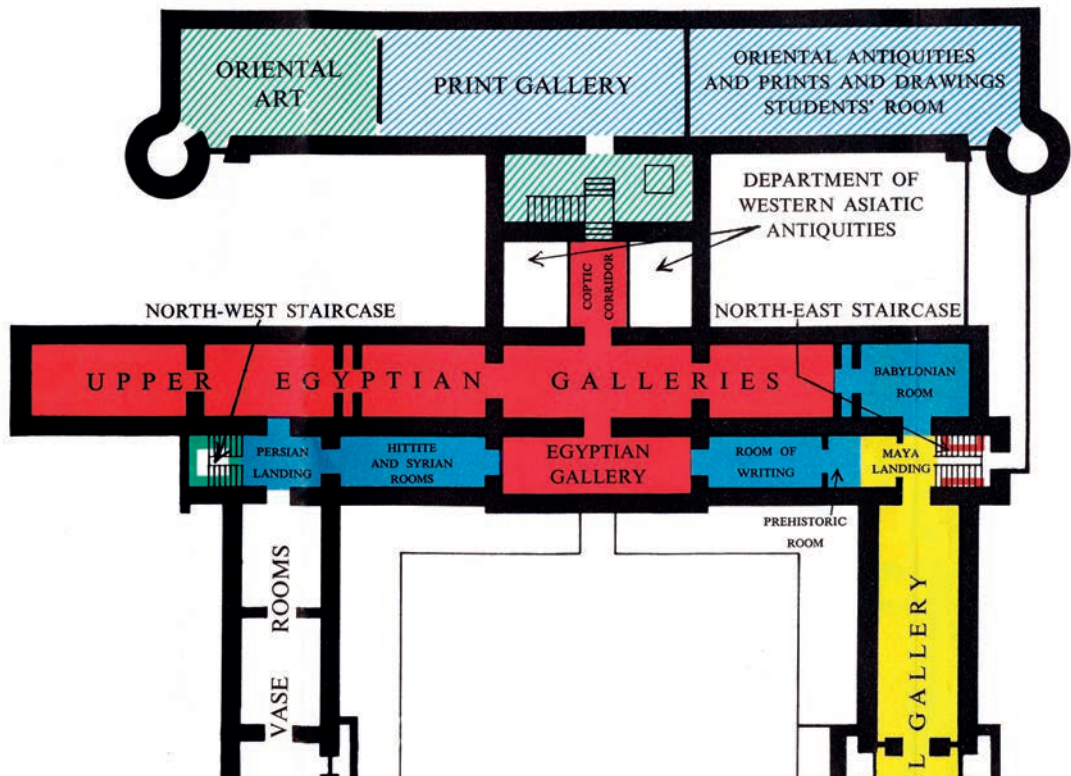 ORIENTAL
ART
PRINT GALLERY
ORIENTAL ANTIQUITIES
AND PRINTS AND DRAWINGS
STUDENTS' ROOM
DEPARTMENT OF
WESTERN ASIATIC
ANTIQUITIES
COPTIC
CORRIDOR
NORTH-WEST STAIRCASE
NORTH-EAST STAIRCASE
UPPER EGYPTIAN GALLERIES
BABYLONIAN
ROOM
PERSIAN
LANDING
HITTITE
AND SYRIAN
ROOMS
EGYPTIAN
GALLERY
ROOM OF
WRITING
MAYA
LANDING
PREHISTORIC
ROOM
VASE ROOMS
L GALLERY